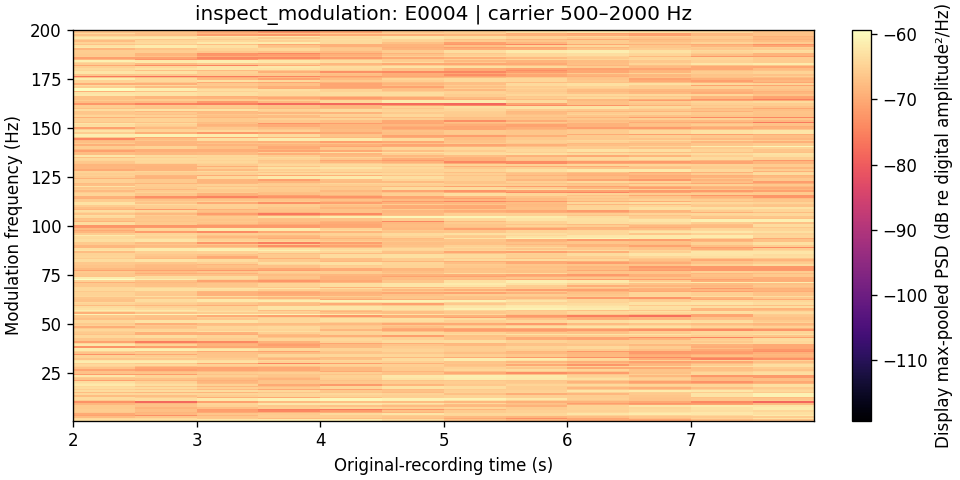 inspect_modulation: E0004 | carrier 500–2000 Hz
200
175
150
125
100
75
50
25
Modulation frequency (Hz)
2 3 4 5 6 7
Original-recording time (s)
−60
−70
−80
−90
−100
−110
Display max-pooled PSD (dB re digital amplitude²/Hz)